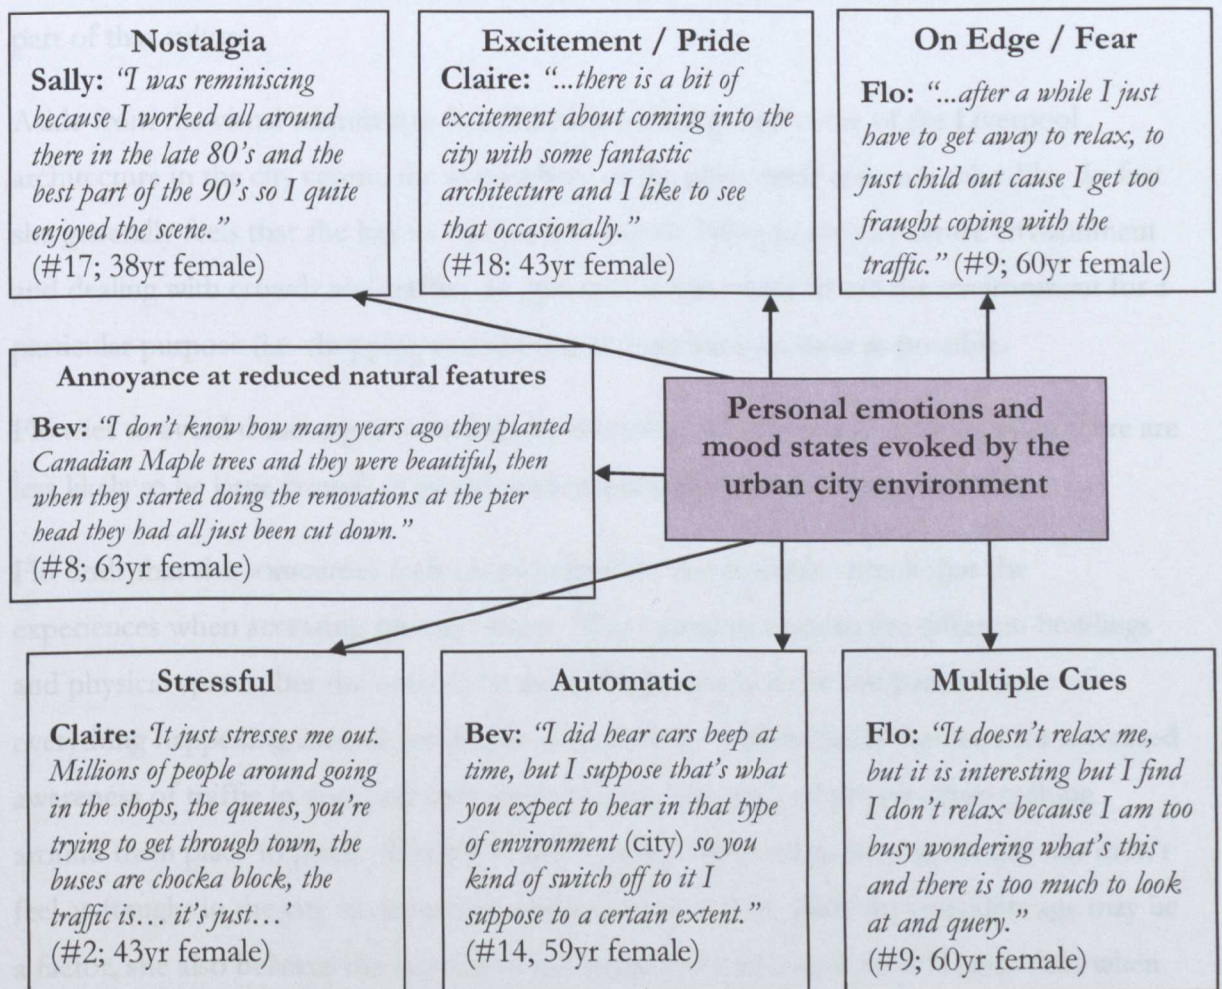 Nostalgia
Sally: “I was reminiscing
because I worked all around
there in the late 80’s and the
best part of the 90’s so I quite
enjoyed the scene.”
(#17; 38yr female)
Excitement / Pride
Claire: “...there is a bit of
excitement about coming into the
city with some fantastic
architecture and I like to see
that occasionally.”
(#18: 43yr female)
On Edge / Fear
Flo: “...after a while I just
have to get away to relax, to
just child out cause I get too
fraught coping with the
traffic.” (#9; 60yr female)
Annoyance at reduced natural features
Bev: “I don’t know how many years ago they planted
Canadian Maple trees and they were beautiful, then
when they started doing the renovations at the pier
head they had all just been cut down.”
(#8; 63yr female)
Personal emotions and
mood states evoked by the
urban city environment
Stressful
Claire: “It just stresses me out.
Millions of people around going
in the shops, the queues, you’re
trying to get through town, the
buses are chocka block, the
traffic is… it’s just…
(#2; 43yr female)
Automatic
Bev: “I did hear cars beep at
time, but I suppose that’s what
you expect to hear in that type
of environment (city) so you
kind of switch off to it I
suppose to a certain extent.”
(#14, 59yr female)
Multiple Cues
Flo: “It doesn’t relax me,
but it is interesting but I find
I don’t relax because I am too
busy wondering what’s this
and there is too much to look
at and query. ”
(#9; 60yr female)